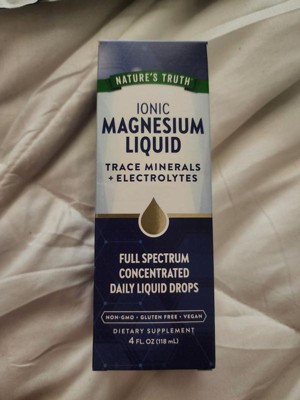 NATURE'S TRUTH
IONIC
MAGNESIUM
LIQUID
TRACE MINERALS
+ ELECTROLYTES
FULL SPECTRUM
CONCENTRATED
DAILY LIQUID DROPS
NON-GMO • GLUTEN FREE • VEGAN
DIETARY SUPPLEMENT
4 FL. OZ (118 mL)